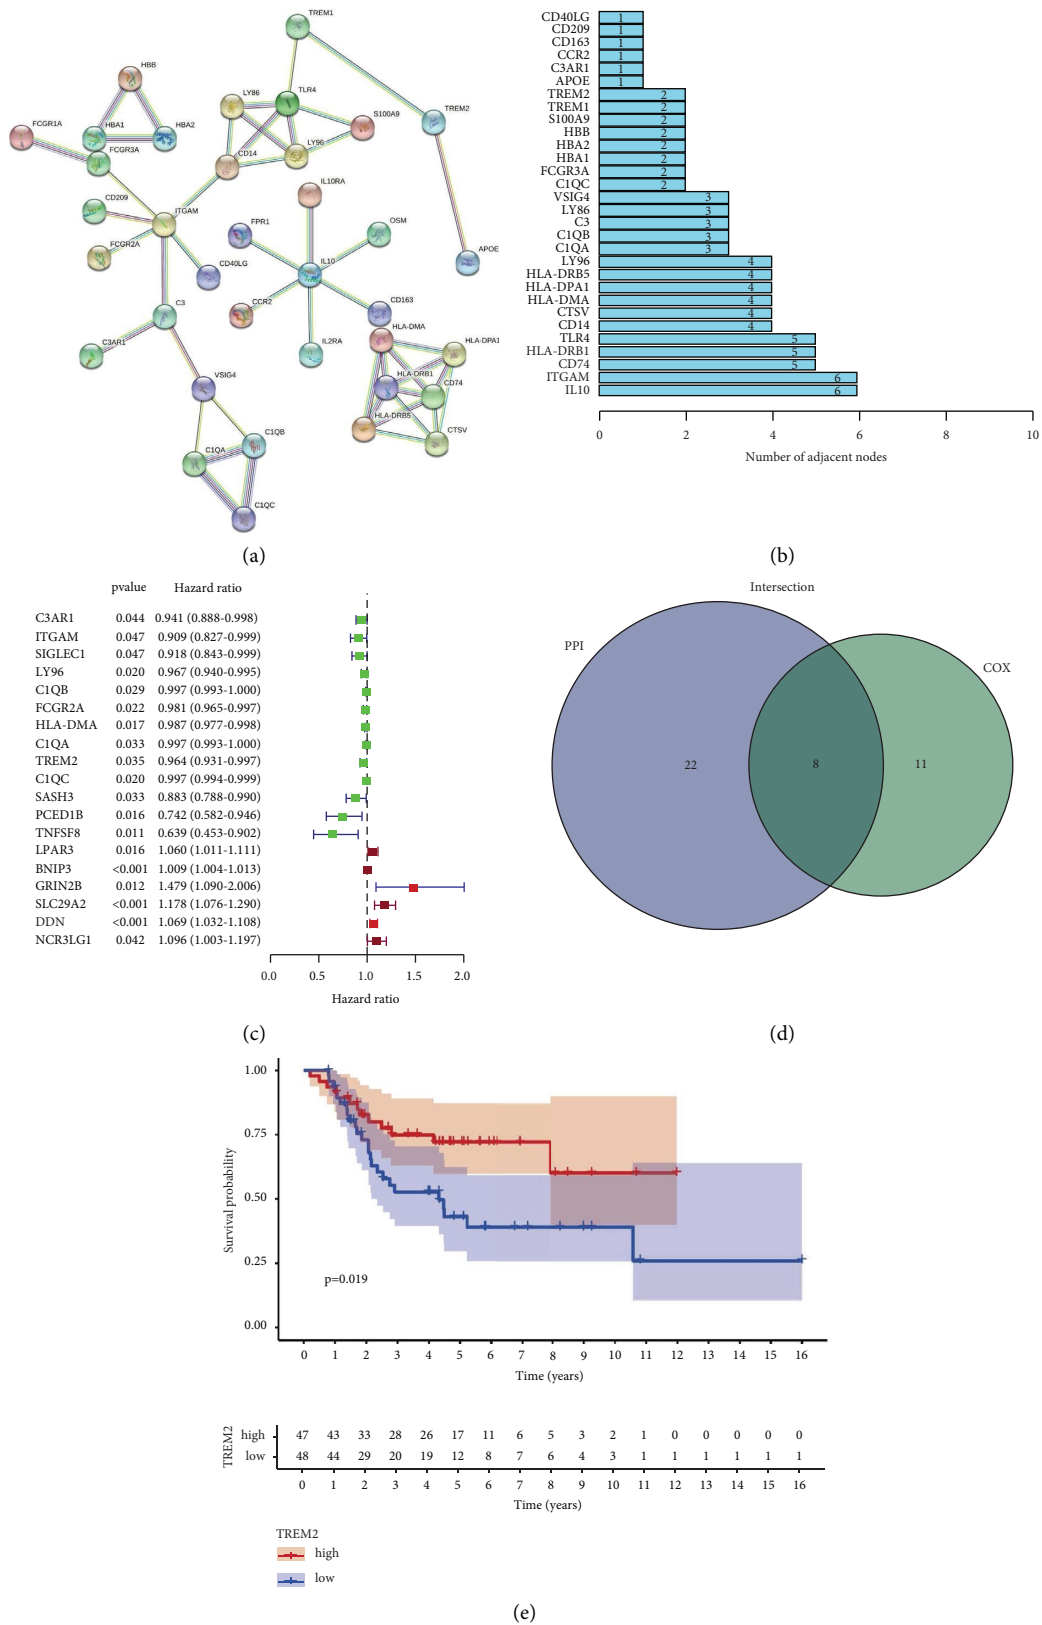 TREM1
HBB
LY86
TLR4
S100A9
TREM2
FCGR1A
HBA1
HBA2
FCGR3A
CD14
LY96
IL10RA
CD209
ITGAM
FPR1
OSM
FCGR2A
CD40LG
IL10
APOE
C3
CCR2
CD163
C3AR1
IL2RA
HLA-DMA
HLA-DPA1
VSIG4
HLA-DRB1
CD74
HLA-DRB5
CTSV
C1QB
C1QA
C1QC
(a)
CD40LG 1
CD209 1
CD163 1
CCR2 1
C3AR1 1
APOE 1
TREM2 2
TREM1 2
S100A9 2
HBB 2
HBA2 2
HBA1 2
FCGR3A 2
C1QC 2
VSIG4 3
LY86 3
C3 3
C1QB 3
C1QA 3
LY96 4
HLA-DRB5 4
HLA-DPA1 4
HLA-DMA 4
CTSV 4
CD14 4
TLR4 5
HLA-DRB1 5
CD74 5
ITGAM 6
IL10 6
0 2 4 6 8 10
Number of adjacent nodes
(b)
pvalue Hazard ratio
C3AR1 0.044 0.941 (0.888-0.998)
ITGAM 0.047 0.909 (0.827-0.999)
SIGLEC1 0.047 0.918 (0.843-0.999)
LY96 0.020 0.967 (0.940-0.995)
C1QB 0.029 0.997 (0.993-1.000)
FCGR2A 0.022 0.981 (0.965-0.997)
HLA-DMA 0.017 0.987 (0.977-0.998)
C1QA 0.033 0.997 (0.993-1.000)
TREM2 0.035 0.964 (0.931-0.997)
C1QC 0.020 0.997 (0.994-0.999)
SASH3 0.033 0.883 (0.788-0.990)
PCED1B 0.016 0.742 (0.582-0.946)
TNFSF8 0.011 0.639 (0.453-0.902)
LPAR3 0.016 1.060 (1.011-1.111)
BNIP3 <0.001 1.009 (1.004-1.013)
GRIN2B 0.012 1.479 (1.090-2.006)
SLC29A2 <0.001 1.178 (1.076-1.290)
DDN <0.001 1.069 (1.032-1.108)
NCR3LG1 0.042 1.096 (1.003-1.197)
0.0 0.5 1.0 1.5 2.0
Hazard ratio
(c)
Intersection
PPI
COX
22 8 11
(d)
Survival probability
1.00
0.75
0.50
0.25
0.00
p=0.019
0 1 2 3 4 5 6 7 8 9 10 11 12 13 14 15 16
Time (years)
TREM2
high 47 43 33 28 26 17 11 6 5 3 2 1 0 0 0 0 0
low 48 44 29 20 19 12 8 7 6 4 3 1 1 1 1 1 1
0 1 2 3 4 5 6 7 8 9 10 11 12 13 14 15 16
Time (years)
TREM2
high
low
(e)